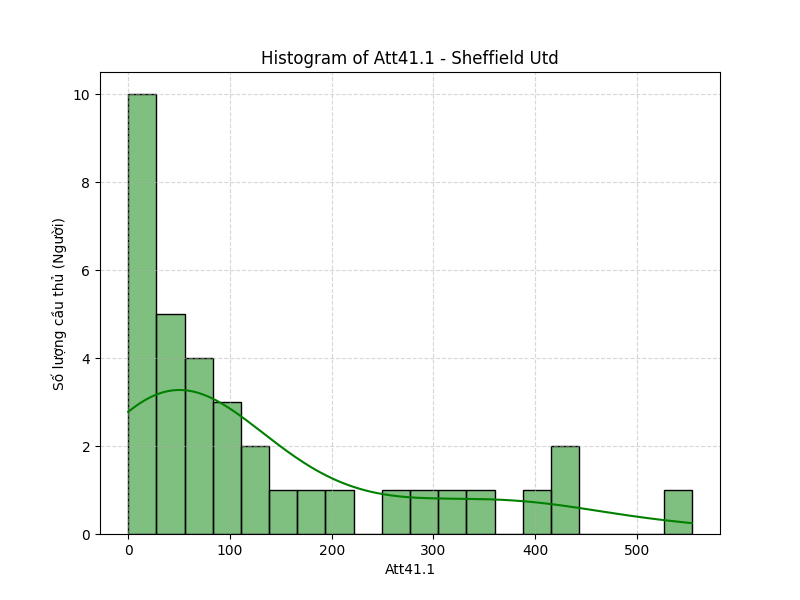 Histogram of Att41.1 - Sheffield Utd
Số lượng cầu thủ (Người)
10
8
6
4
2
0
0 100 200 300 400 500
Att41.1